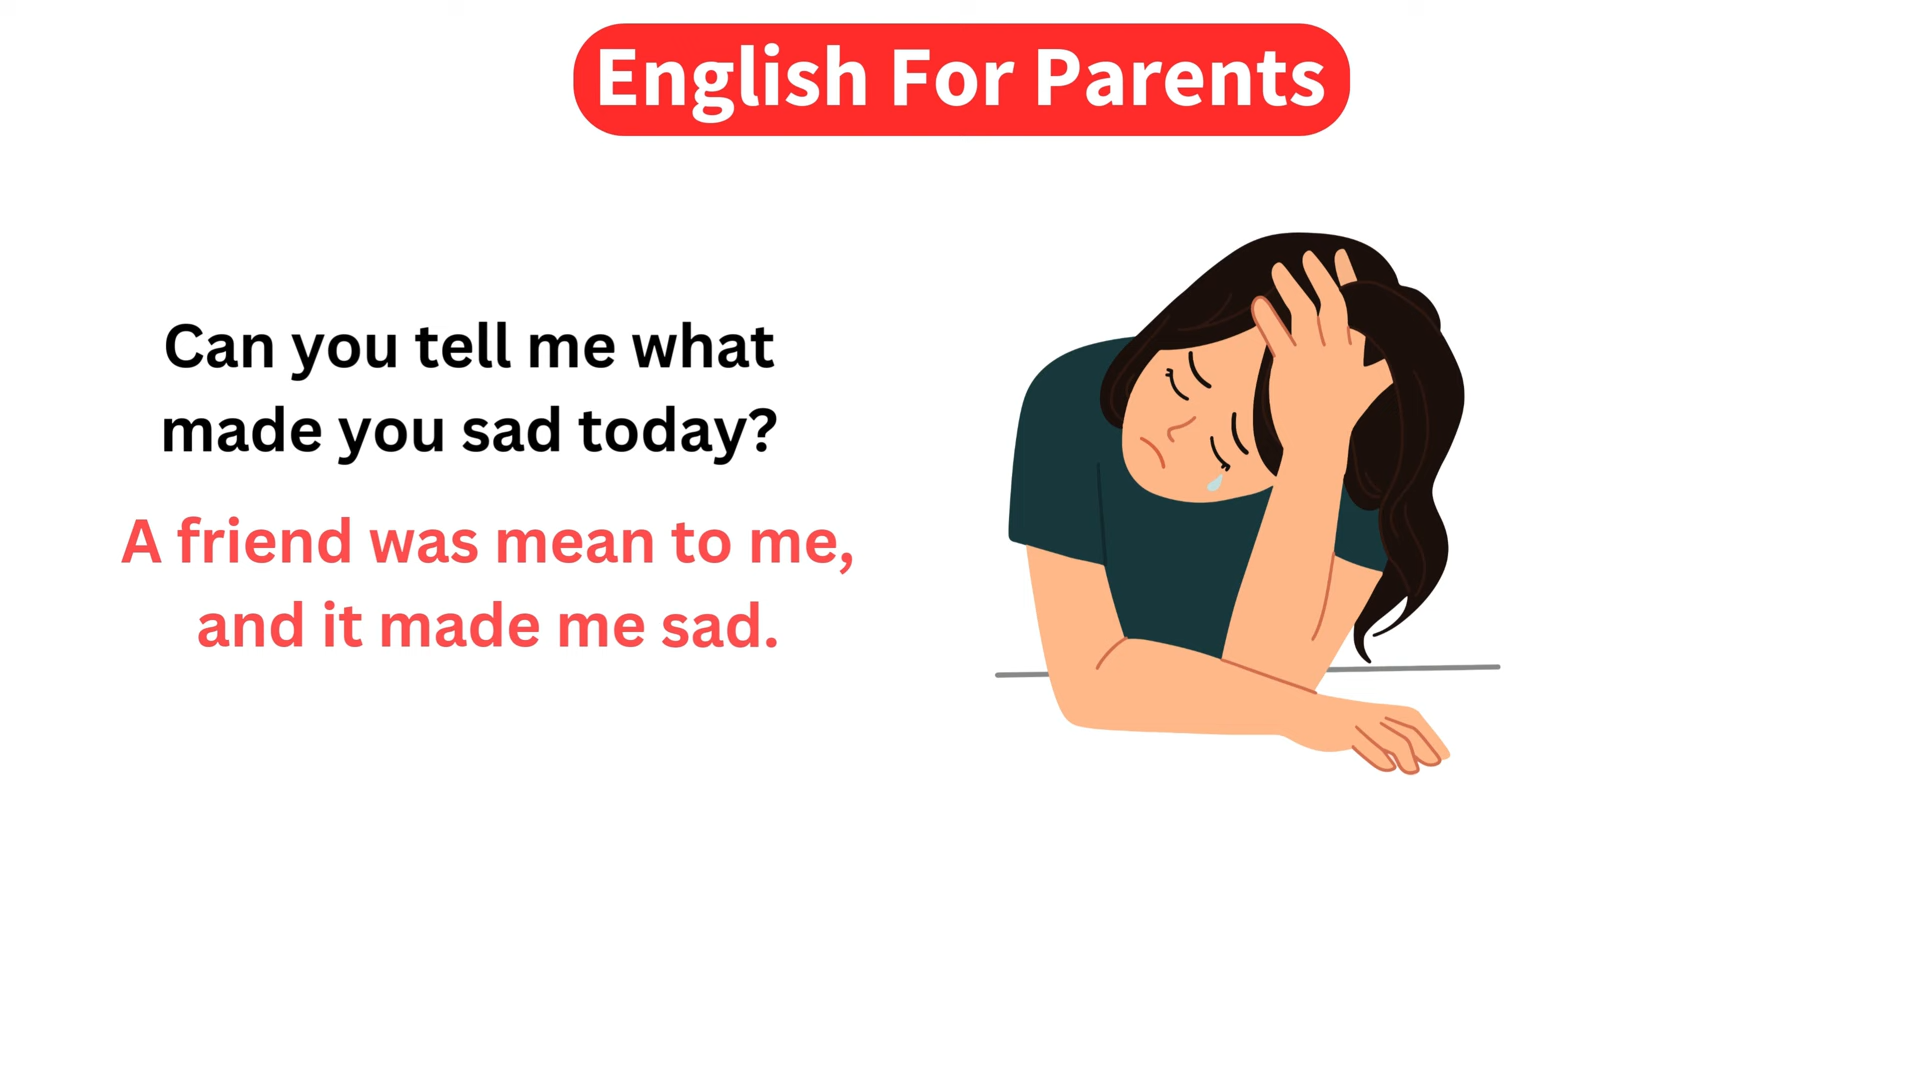 English For Parents
Can you tell me what
made you sad today?
A friend was mean to me,
and it made me sad.